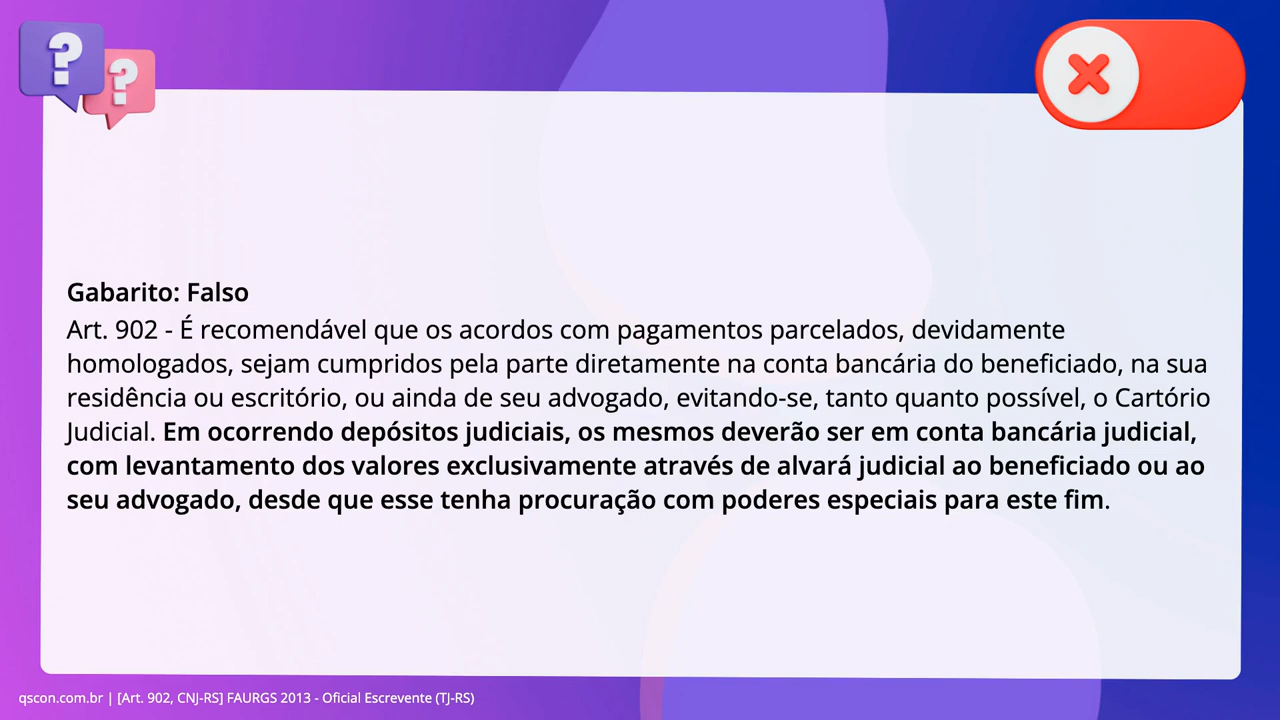 ? ?
Gabarito: Falso
Art. 902 - É recomendável que os acordos com pagamentos parcelados, devidamente
homologados, sejam cumpridos pela parte diretamente na conta bancária do beneficiado, na sua
residência ou escritório, ou ainda de seu advogado, evitando-se, tanto quanto possível, o Cartório
Judicial. Em ocorrendo depósitos judiciais, os mesmos deverão ser em conta bancária judicial,
com levantamento dos valores exclusivamente através de alvará judicial ao beneficiado ou ao
seu advogado, desde que esse tenha procuração com poderes especiais para este fim.
qscon.com.br | [Art. 902, CNJ-RS] FAURGS 2013 - Oficial Escrevente (TJ-RS)